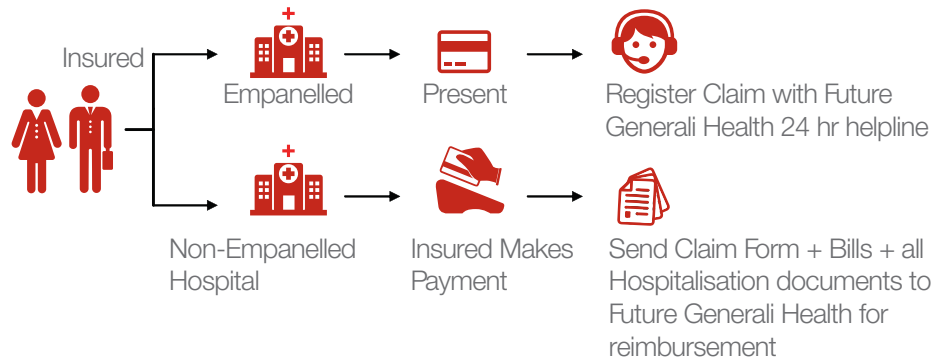 Insured
Empanelled
Present
Register Claim with Future
Generali Health 24 hr helpline
Non-Empanelled
Hospital
Insured Makes
Payment
Send Claim Form + Bills + all
Hospitalisation documents to
Future Generali Health for
reimbursement